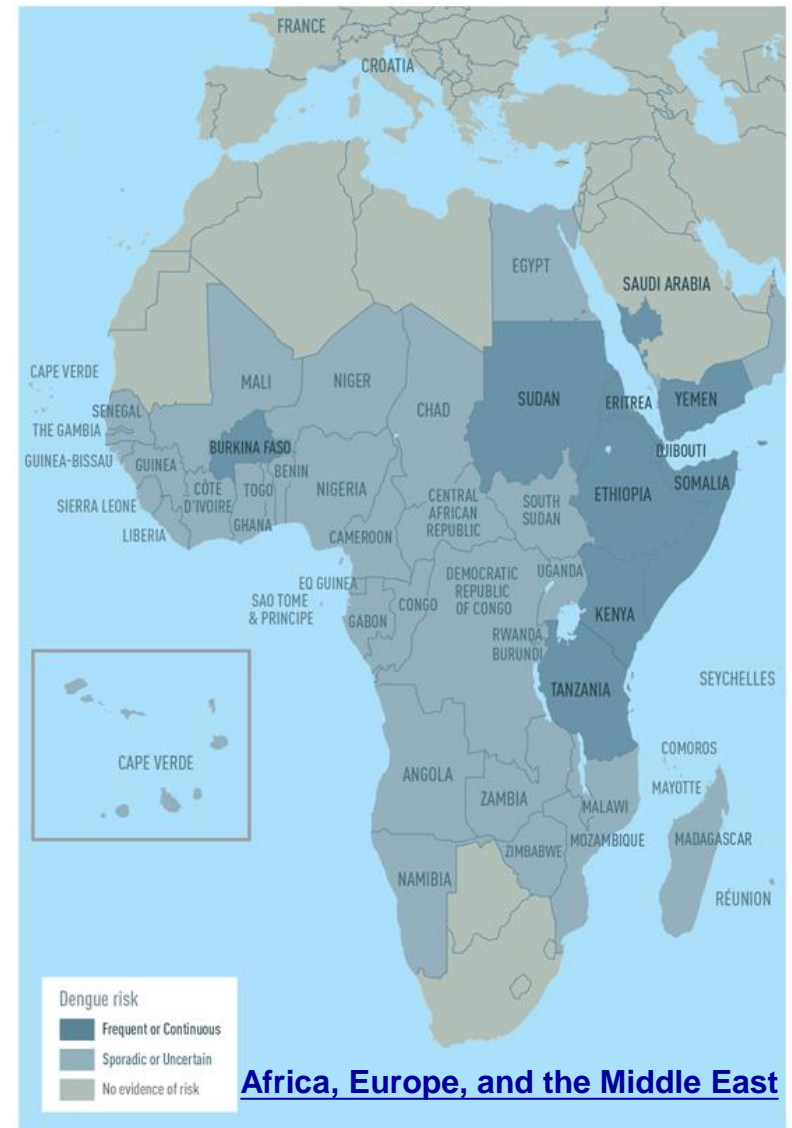 FRANCE
CROATIA
EGYPT
SAUDI ARABIA
CAPE VERDE
MALI
NIGER
CHAD
SUDAN
ERITREA
YEMEN
SENEGAL
THE GAMBIA
GUINEA-BISSAU
GUINEA
BURKINA FASO
BENIN
DJIBOUTI
SIERRA LEONE
CÔTE
D'IVOIRE
TOGO
NIGERIA
CENTRAL
AFRICAN
REPUBLIC
SOUTH
SUDAN
ETHIOPIA
SOMALIA
LIBERIA
GHANA
CAMEROON
EQ GUINEA
SAO TOME
& PRINCIPE
GABON
CONGO
DEMOCRATIC
REPUBLIC
OF CONGO
UGANDA
KENYA
RWANDA
BURUNDI
TANZANIA
SEYCHELLES
CAPE VERDE
COMOROS
ANGOLA
ZAMBIA
MALAWI
MAYOTTE
MOZAMBIQUE
MADAGASCAR
ZIMBABWE
NAMIBIA
RÉUNION
Dengue risk
Frequent or Continuous
Sporadic or Uncertain
No evidence of risk
Africa, Europe, and the Middle East